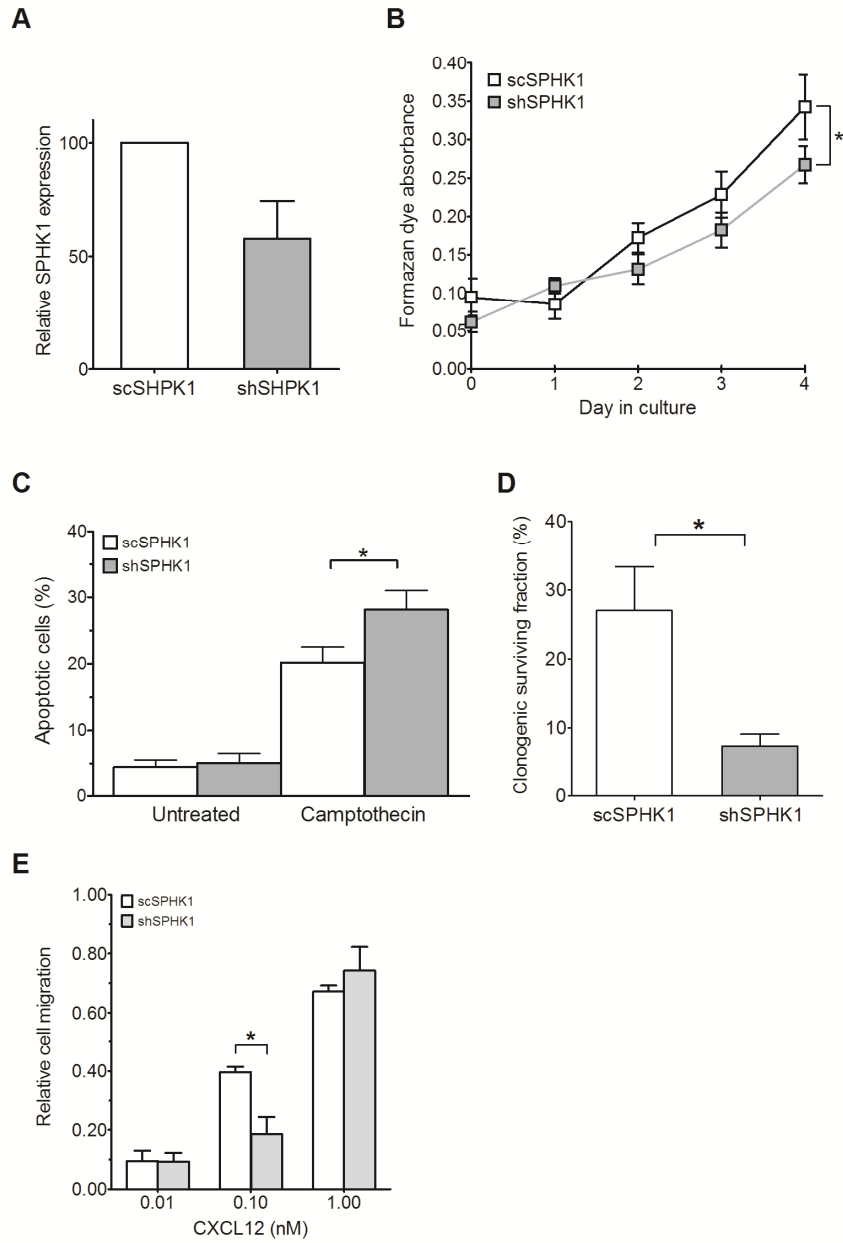 A
Relative SPHK1 expression
100
50
0
scSHPK1
shSHPK1
B
Formazan dye absorbance
0.40
0.35
0.30
0.25
0.20
0.15
0.10
0.05
0.00
scSPHK1
shSPHK1
*
0
1
2
3
4
Day in culture
C
Apoptotic cells (%)
40
30
20
10
0
scSPHK1
shSPHK1
*
Untreated
Camptothecin
D
Clonogenic surviving fraction (%)
40
30
20
10
0
*
scSPHK1
shSPHK1
E
Relative cell migration
1.00
0.80
0.60
0.40
0.20
0.00
scSPHK1
shSPHK1
*
0.01
0.10
1.00
CXCL12 (nM)